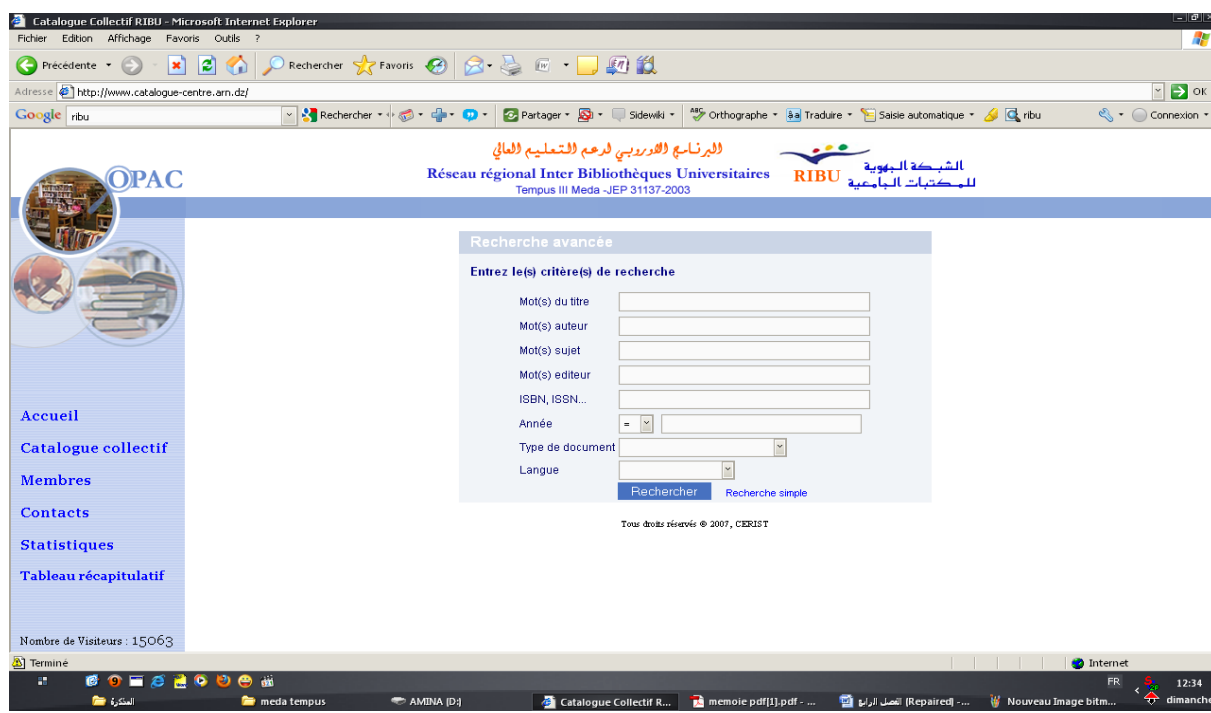 Catalogue Collectif RIBU - Microsoft Internet Explorer
Fichier Edition Affichage Favoris Outils ?
Précédente Rechercher Favoris
Adresse http://www.catalogue-centre.arn.dz/ OK
Google ribu Rechercher Partager Sidewiki Orthographe Traduire Saisie automatique ribu Connexion
OPAC
البرنامج الأوروبي لدعم التعليم العالي
Réseau régional Inter Bibliothèques Universitaires
Tempus III Meda -JEP 31137-2003
RIBU
الشبكة الجهوية
للمكتبات الجامعية
Recherche avancée
Entrez le(s) critère(s) de recherche
Mot(s) du titre
Mot(s) auteur
Mot(s) sujet
Mot(s) editeur
ISBN, ISSN...
Année =
Type de document
Langue
Rechercher Recherche simple
Tous droits réservés © 2007, CERIST
Accueil
Catalogue collectif
Membres
Contacts
Statistiques
Tableau récapitulatif
Nombre de Visiteurs : 15063
Terminé Internet
FR 12:34
المذكرة meda tempus AMINA (D:) Catalogue Collectif R... memoie pdf[1].pdf - ... الفصل الرابع (Repaired) -... Nouveau Image bitm... dimanche